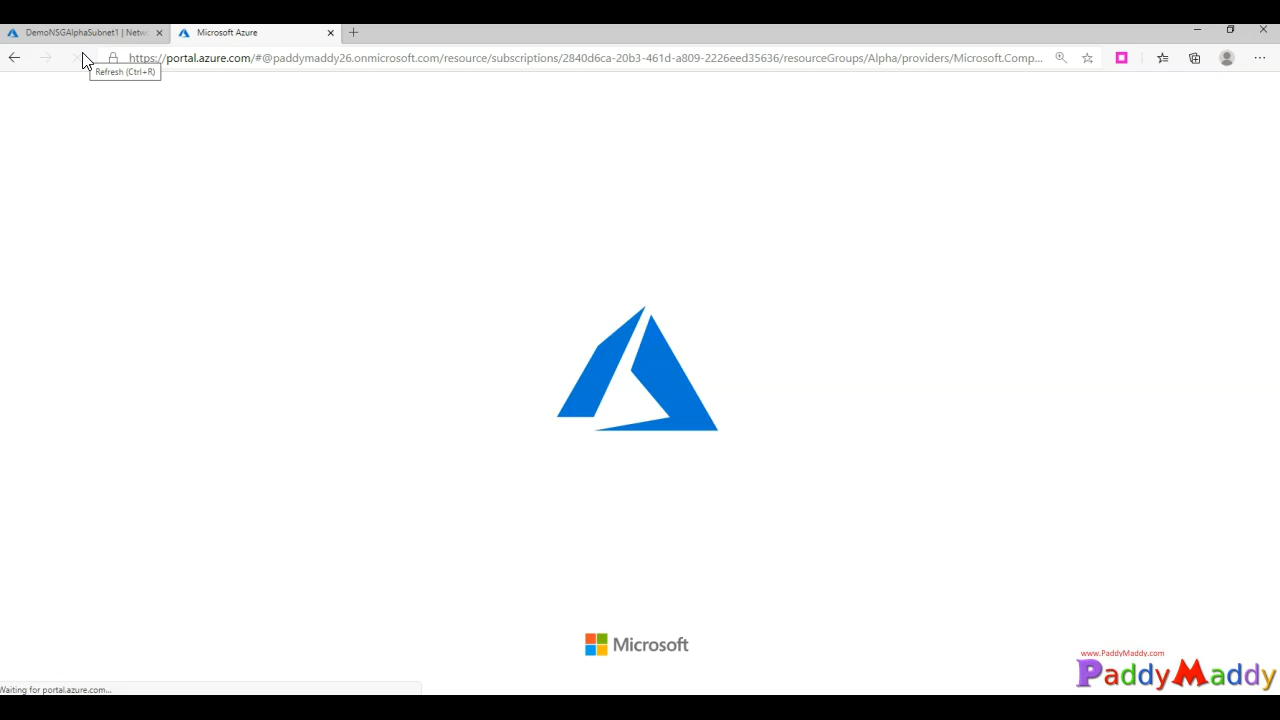 DemoNSGAlphaSubnet1 | Netwo
Microsoft Azure
https://portal.azure.com/#@paddymaddy26.onmicrosoft.com/resource/subscriptions/2840d6ca-20b3-461d-a809-2226eed35636/resourceGroups/Alpha/providers/Microsoft.Comp...
Refresh (Ctrl+R)
Microsoft
www.PaddyMaddy.com
PaddyMaddy
Waiting for portal.azure.com...